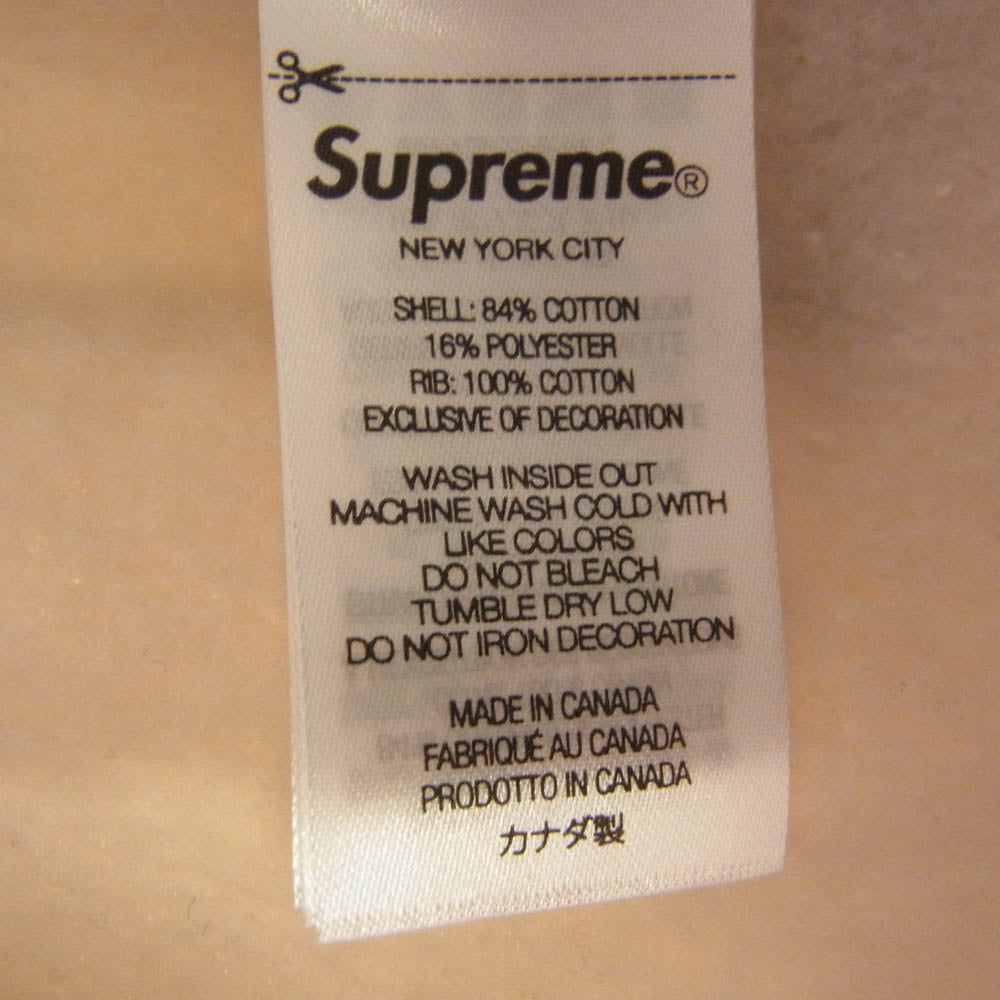 Supreme®
NEW YORK CITY
SHELL: 84% COTTON
16% POLYESTER
RIB: 100% COTTON
EXCLUSIVE OF DECORATION
WASH INSIDE OUT
MACHINE WASH COLD WITH
LIKE COLORS
DO NOT BLEACH
TUMBLE DRY LOW
DO NOT IRON DECORATION
MADE IN CANADA
FABRIQUÉ AU CANADA
PRODOTTO IN CANADA
カナダ製